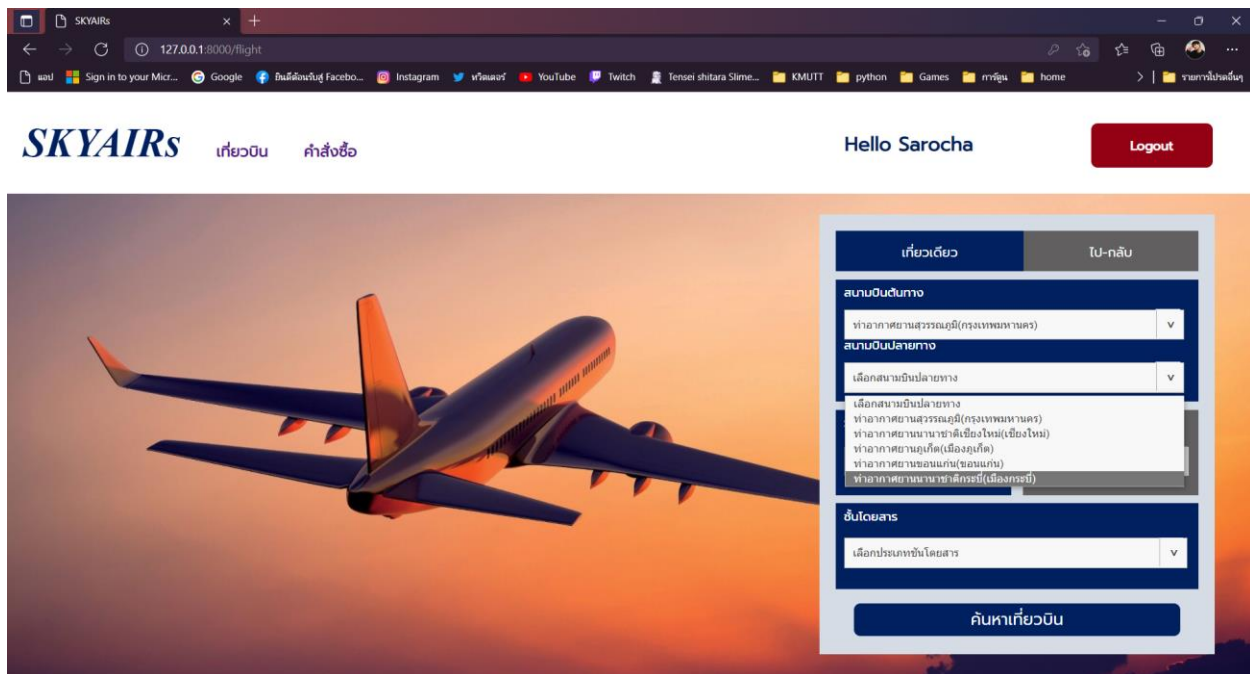 SKYAIRs
127.0.0.1:8000/flight
แอป Sign in to your Micr... Google ยินดีต้อนรับสู่ Facebo... Instagram ทวิตเตอร์ YouTube Twitch Tensei shitara Slime... KMUTT python Games การ์ตูน home รายการโปรดอื่นๆ
SKYAIRs เที่ยวบิน คำสั่งซื้อ Hello Sarocha Logout
เที่ยวเดียว ไป-กลับ
สนามบินต้นทาง
ท่าอากาศยานสุวรรณภูมิ(กรุงเทพมหานคร) v
สนามบินปลายทาง
เลือกสนามบินปลายทาง v
เลือกสนามบินปลายทาง
ท่าอากาศยานสุวรรณภูมิ(กรุงเทพมหานคร)
ท่าอากาศยานนานาชาติเชียงใหม่(เชียงใหม่)
ท่าอากาศยานภูเก็ต(เมืองภูเก็ต)
ท่าอากาศยานขอนแก่น(ขอนแก่น)
ท่าอากาศยานนานาชาติกระบี่(เมืองกระบี่)
ชั้นโดยสาร
เลือกประเภทชั้นโดยสาร v
ค้นหาเที่ยวบิน